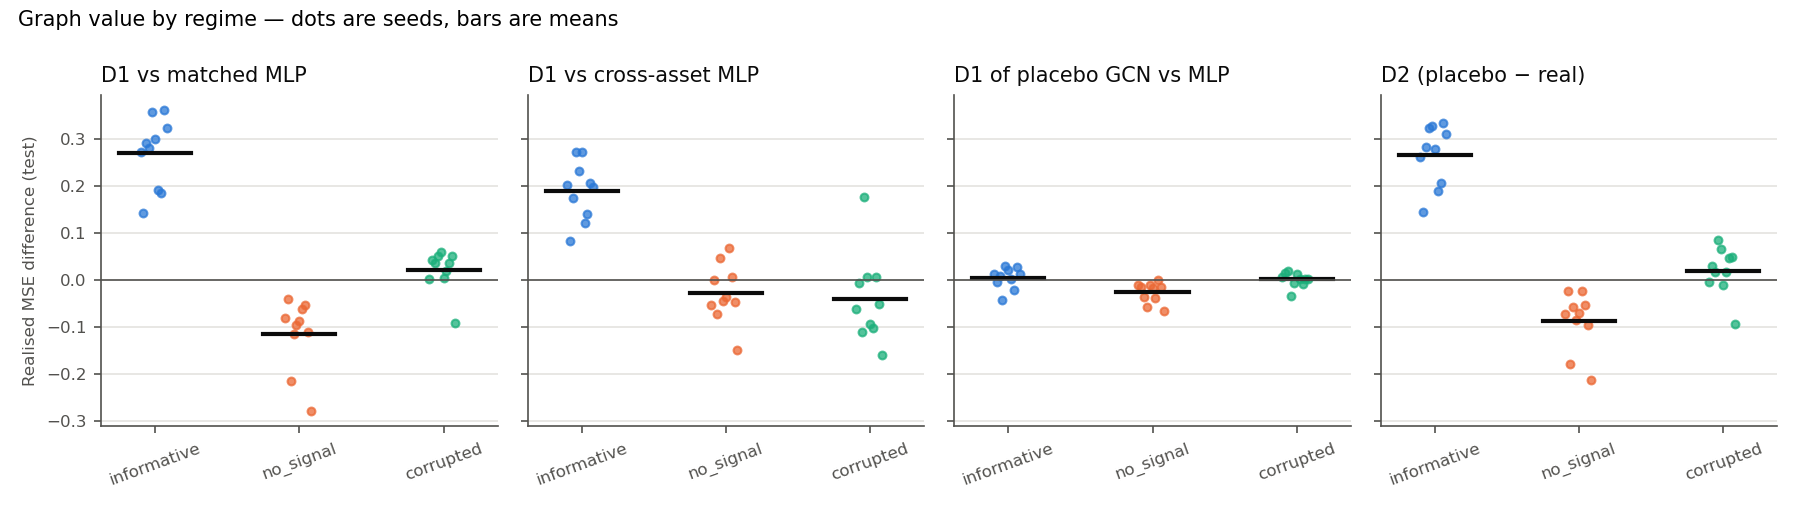 Graph value by regime — dots are seeds, bars are means
D1 vs matched MLP
D1 vs cross-asset MLP
D1 of placebo GCN vs MLP
D2 (placebo − real)
Realised MSE difference (test)
0.3
0.2
0.1
0.0
−0.1
−0.2
−0.3
informative
no_signal
corrupted
informative
no_signal
corrupted
informative
no_signal
corrupted
informative
no_signal
corrupted